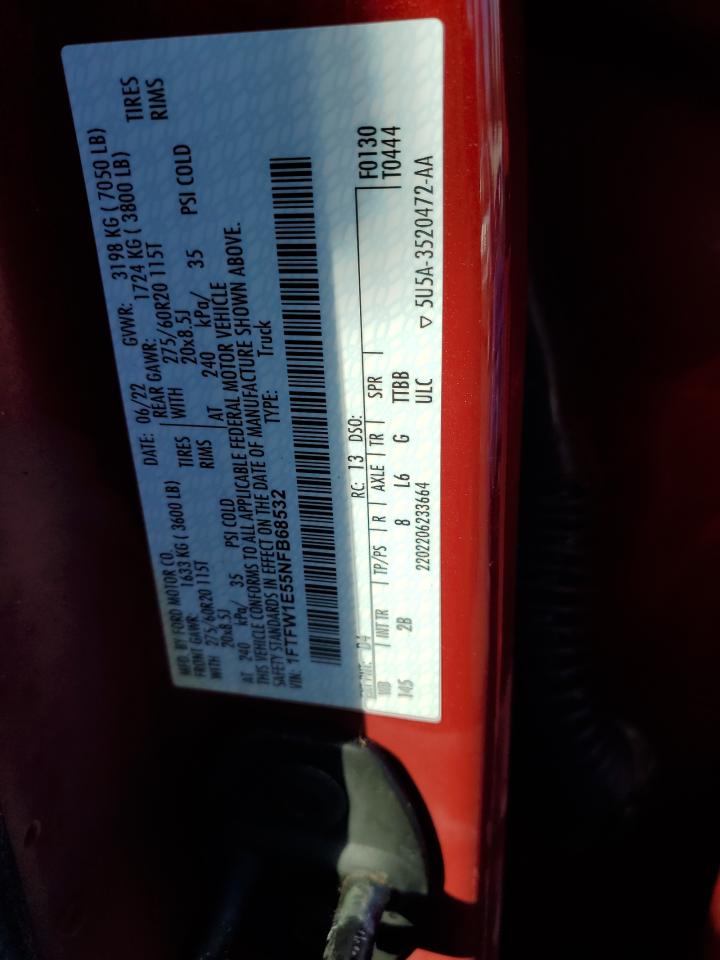 MFD. BY FORD MOTOR CO.
DATE: 06/22 GVWR: 3198 KG ( 7050 LB)
FRONT GAWR: 1633 KG ( 3600 LB) REAR GAWR: 1724 KG ( 3800 LB)
WITH 275/60R20 115T TIRES WITH 275/60R20 115T TIRES
20x8.5J RIMS 20x8.5J RIMS
AT 240 kPa/ 35 PSI COLD AT 240 kPa/ 35 PSI COLD
THIS VEHICLE CONFORMS TO ALL APPLICABLE FEDERAL MOTOR VEHICLE
SAFETY STANDARDS IN EFFECT ON THE DATE OF MANUFACTURE SHOWN ABOVE.
VIN: 1FTFW1E55NFB68532 TYPE: Truck
F0130
T0444
D4 RC: 13 DSO:
WB INT TR TP/PS R AXLE TR SPR
145 2B 8 L6 G TTBB
2202206233664 ULC ▽ 5U5A-3520472-AA